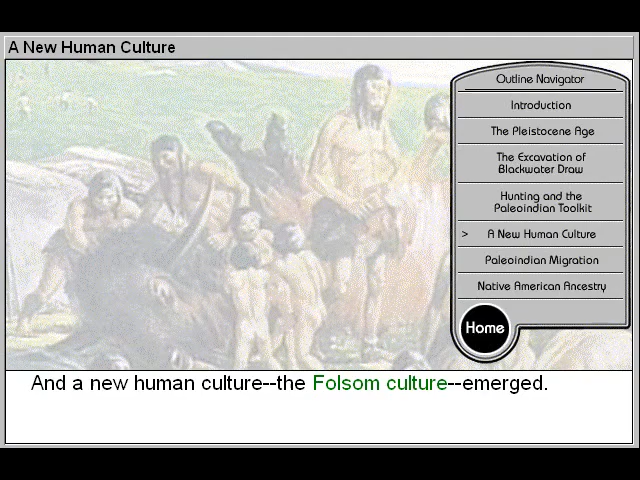 A New Human Culture
Outline Navigator
Introduction
The Pleistocene Age
The Excavation of
Blackwater Draw
Hunting and the
Paleoindian Toolkit
> A New Human Culture
Paleoindian Migration
Native American Ancestry
Home
And a new human culture--the Folsom culture--emerged.